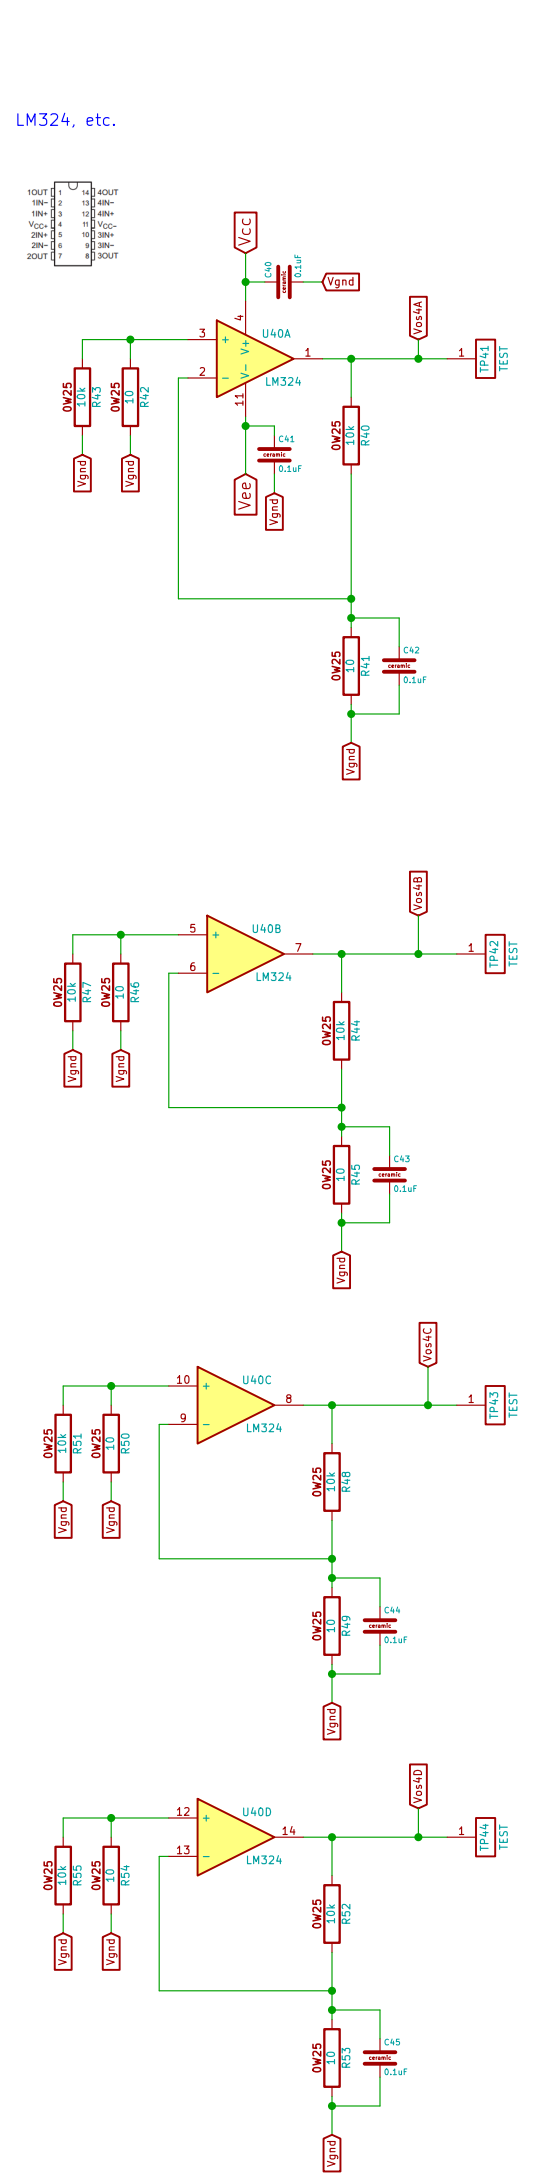 LM324, etc.
1OUT 1 14 4OUT
1IN− 2 13 4IN−
1IN+ 3 12 4IN+
VCC+ 4 11 VCC−
2IN+ 5 10 3IN+
2IN− 6 9 3IN−
2OUT 7 8 3OUT
Vcc
C40
ceramic
0.1uF
Vgnd
Vos4A
4
U40A
3
+
V+
1
TP41
TEST
1
2
−
V−
LM324
11
0W25
10k
R43
0W25
10
R42
0W25
10k
R40
C41
ceramic
0.1uF
Vgnd
Vgnd
Vee
Vgnd
0W25
10
R41
C42
ceramic
0.1uF
Vgnd
Vos4B
U40B
5
+
7
1
TP42
TEST
6
−
LM324
0W25
10k
R47
0W25
10
R46
0W25
10k
R44
Vgnd
Vgnd
0W25
10
R45
C43
ceramic
0.1uF
Vgnd
Vos4C
U40C
10
+
8
1
TP43
TEST
9
−
LM324
0W25
10k
R51
0W25
10
R50
0W25
10k
R48
Vgnd
Vgnd
0W25
10
R49
C44
ceramic
0.1uF
Vgnd
Vos4D
U40D
12
+
14
1
TP44
TEST
13
−
LM324
0W25
10k
R55
0W25
10
R54
0W25
10k
R52
Vgnd
Vgnd
0W25
10
R53
C45
ceramic
0.1uF
Vgnd